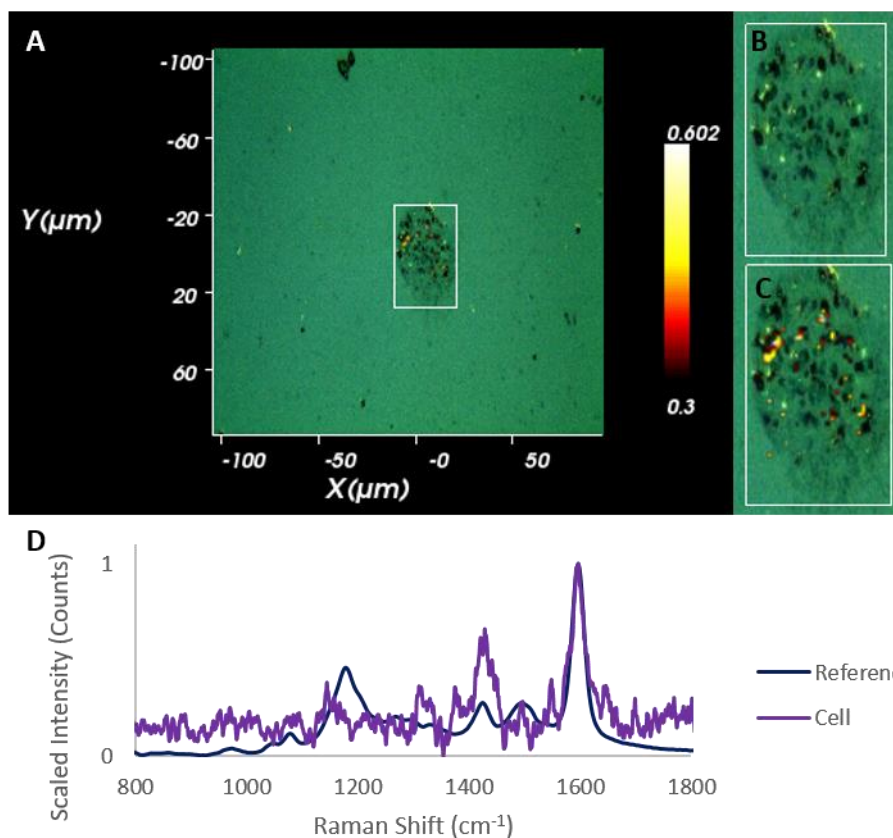 A
B
-100
-60
Y(µm)
-20
20
60
0.602
0.3
C
-100
-50
-0
50
X(µm)
D
Scaled Intensity (Counts)
1
0
800
1000
1200
1400
1600
1800
Raman Shift (cm⁻¹)
Referen
Cell